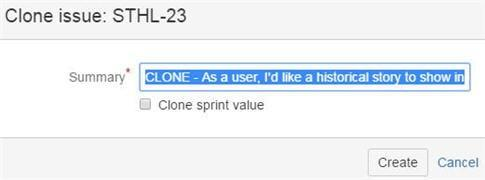 Clone issue: STHL-23
Summary* CLONE - As a user, I'd like a historical story to show in
Clone sprint value
Create Cancel